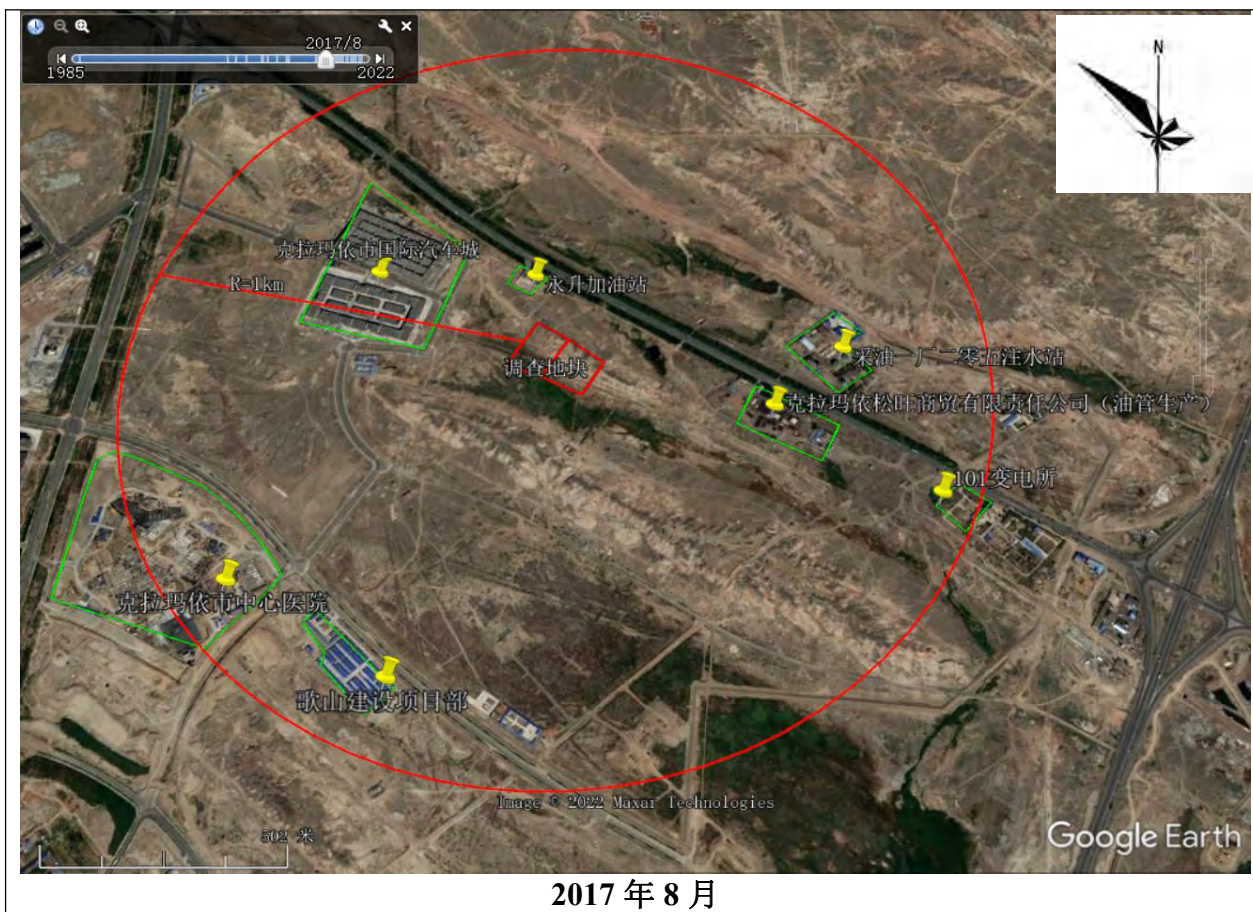 2017/8
1985
2022
N
克拉玛依市国际汽车城
R-1km
永升加油站
调查地块
采油一厂二零五注水站
克拉玛依松旺商贸有限责任公司（油管生产）
101变电所
克拉玛依市中心医院
歌山建设项目部
Image © 2022 Maxar Technologies
502 米
Google Earth
2017 年 8 月